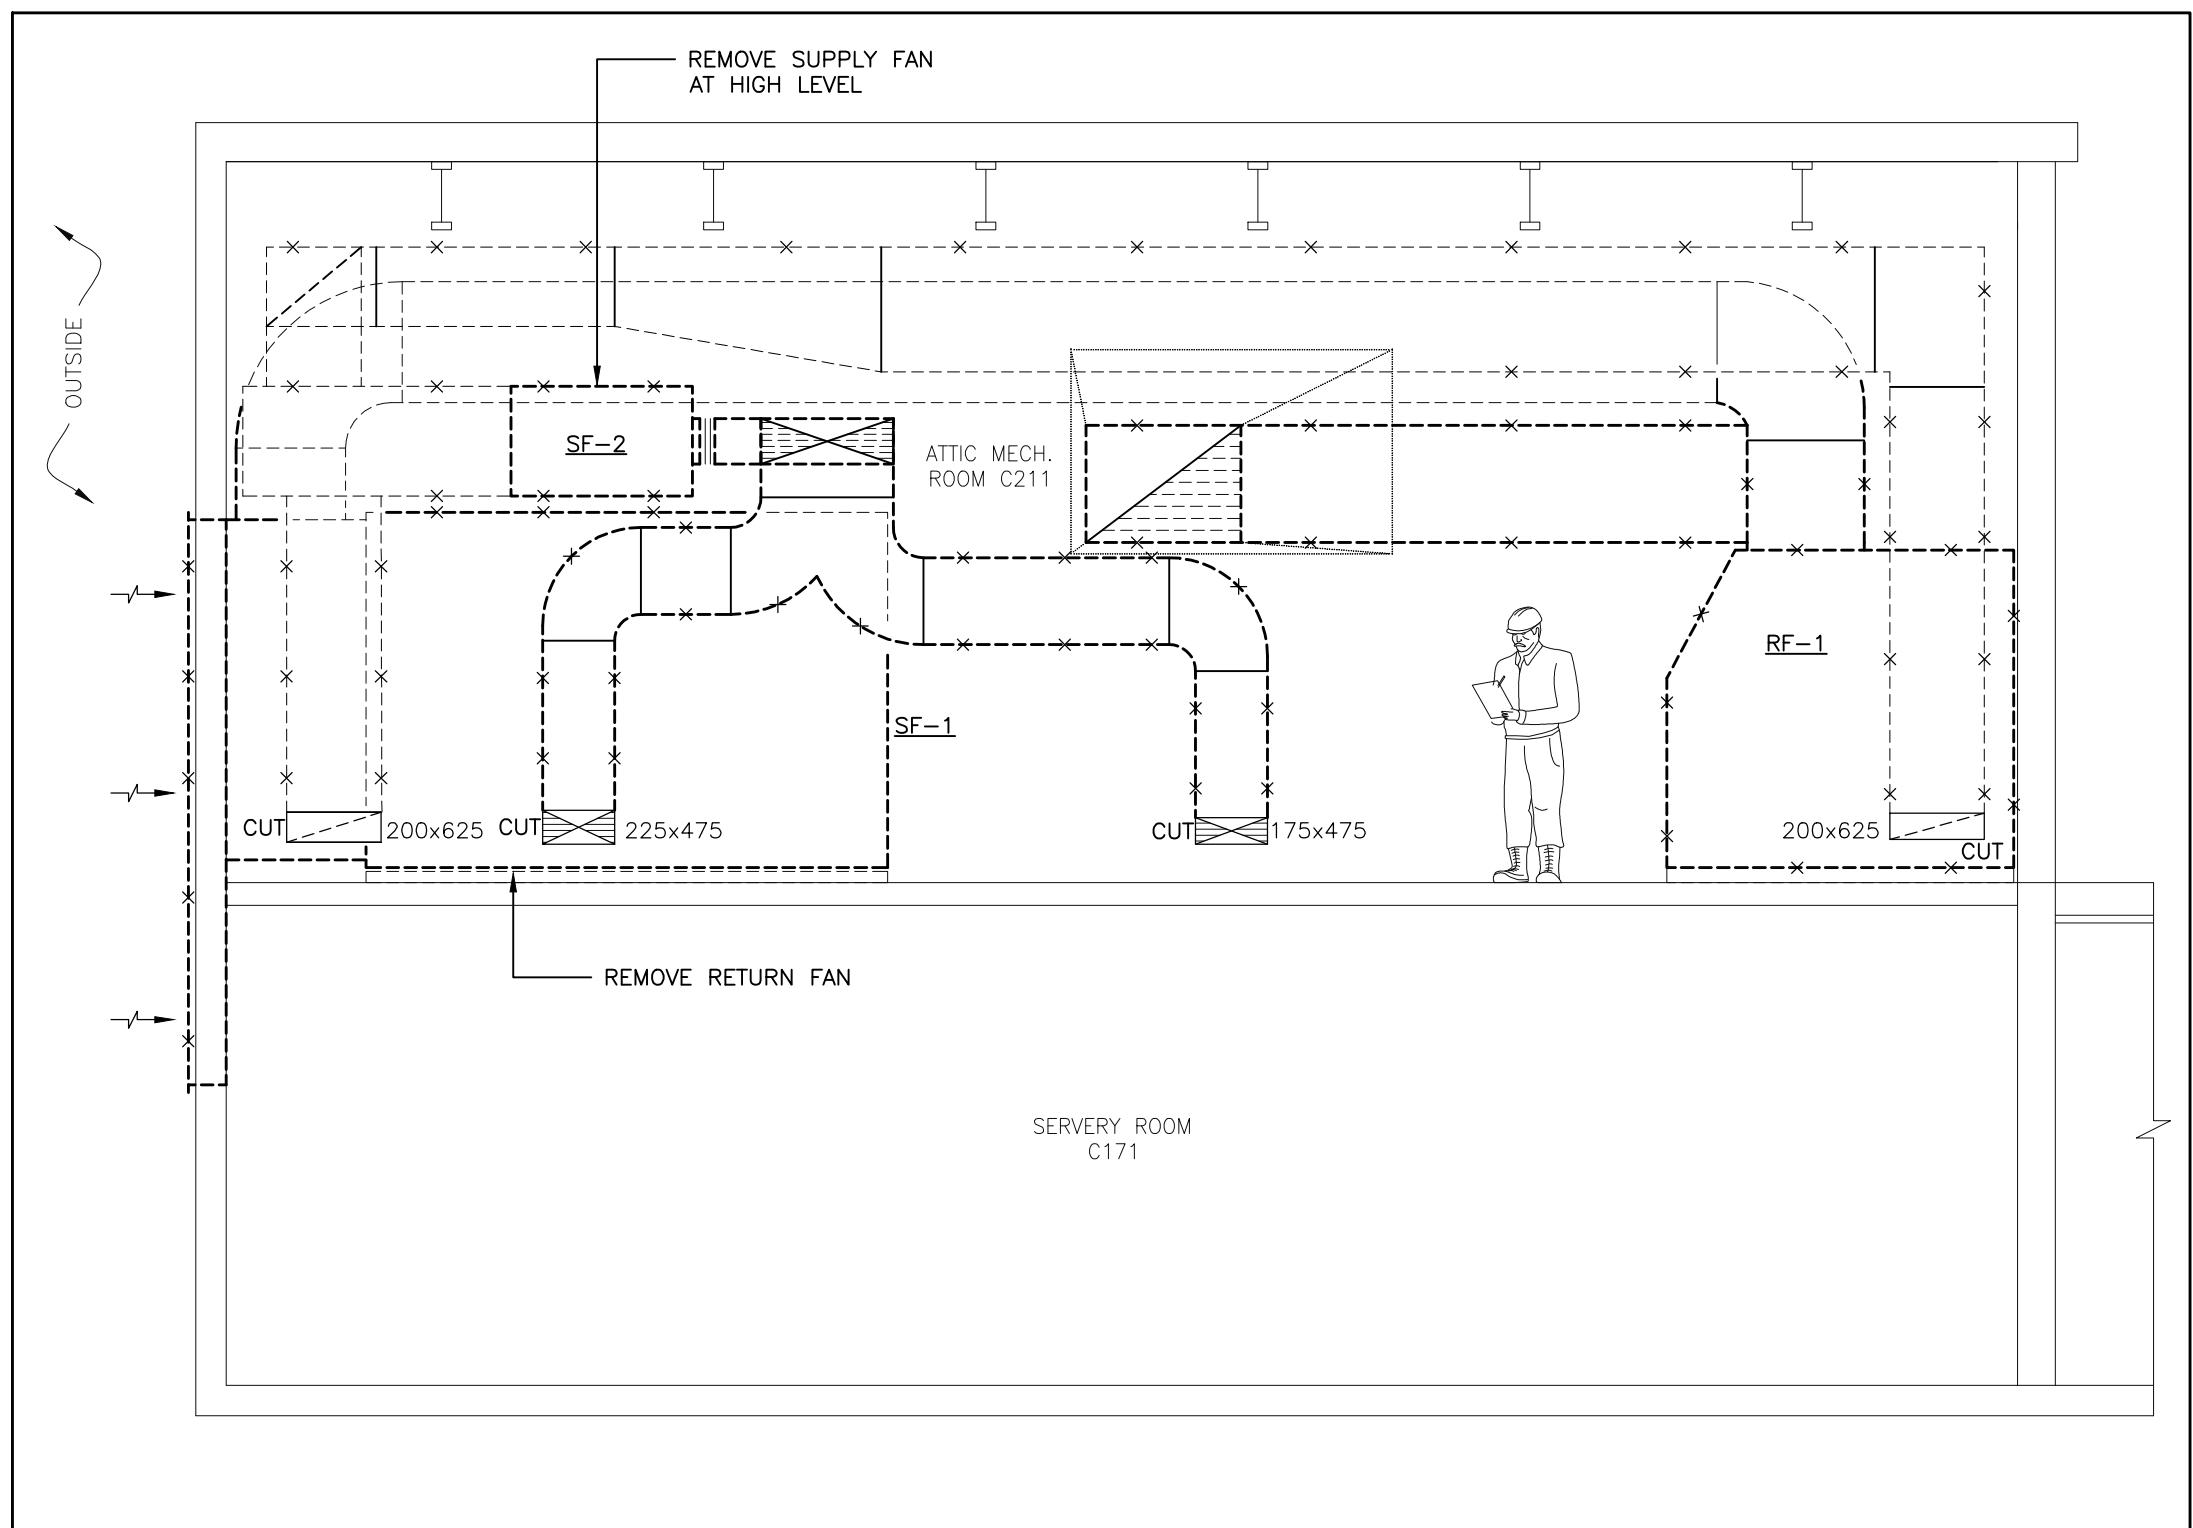 REMOVE SUPPLY FAN
AT HIGH LEVEL
OUTSIDE
SF-2
ATTIC MECH.
ROOM C211
RF-1
SF-1
CUT
200x625
CUT
225x475
CUT
175x475
200x625
CUT
REMOVE RETURN FAN
SERVERY ROOM
C171